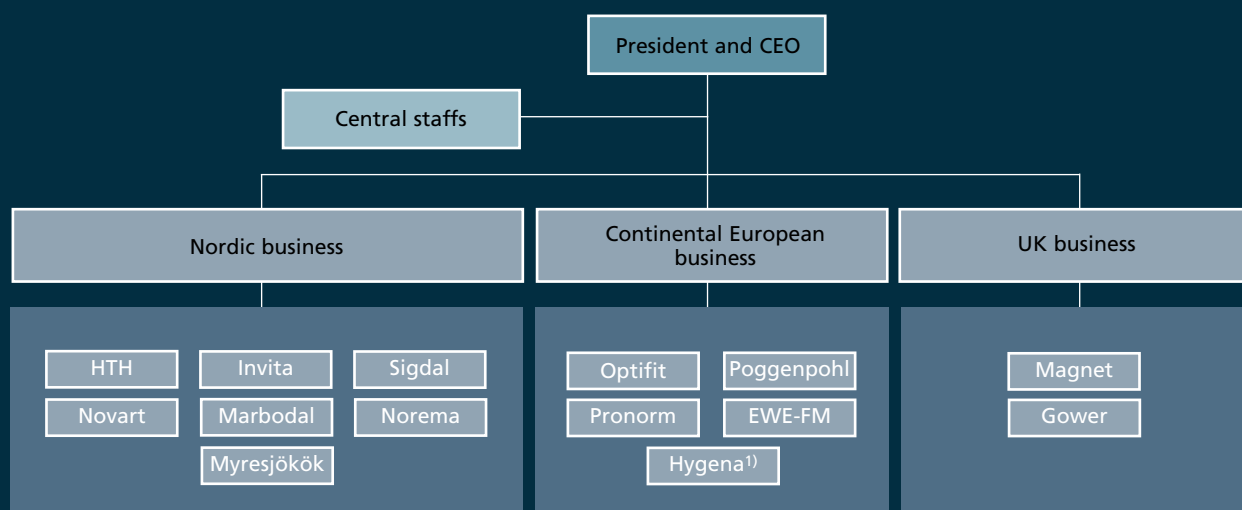 President and CEO
Central staffs
Nordic business
Continental European
business
UK business
HTH
Invita
Sigdal
Novart
Marbodal
Norema
Myresjökök
Optifit
Poggenpohl
Pronorm
EWE-FM
Hygena¹⁾
Magnet
Gower